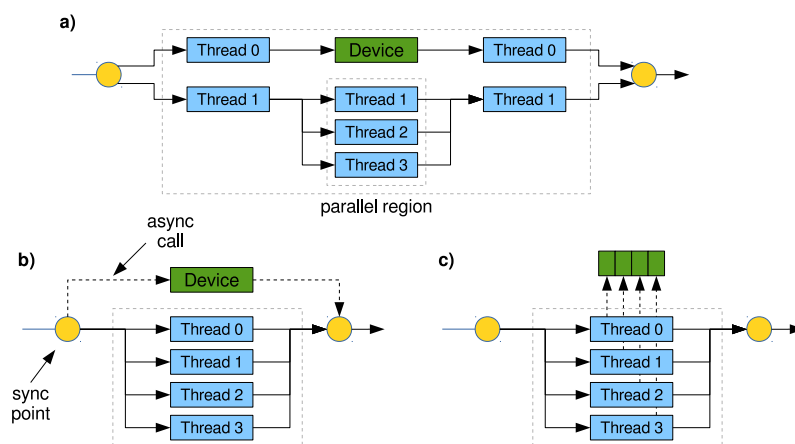 a)
Thread 0
Device
Thread 0
Thread 1
Thread 1
Thread 1
Thread 2
Thread 3
parallel region
async
call
b)
Device
Thread 0
Thread 1
Thread 2
Thread 3
sync
point
c)
Thread 0
Thread 1
Thread 2
Thread 3